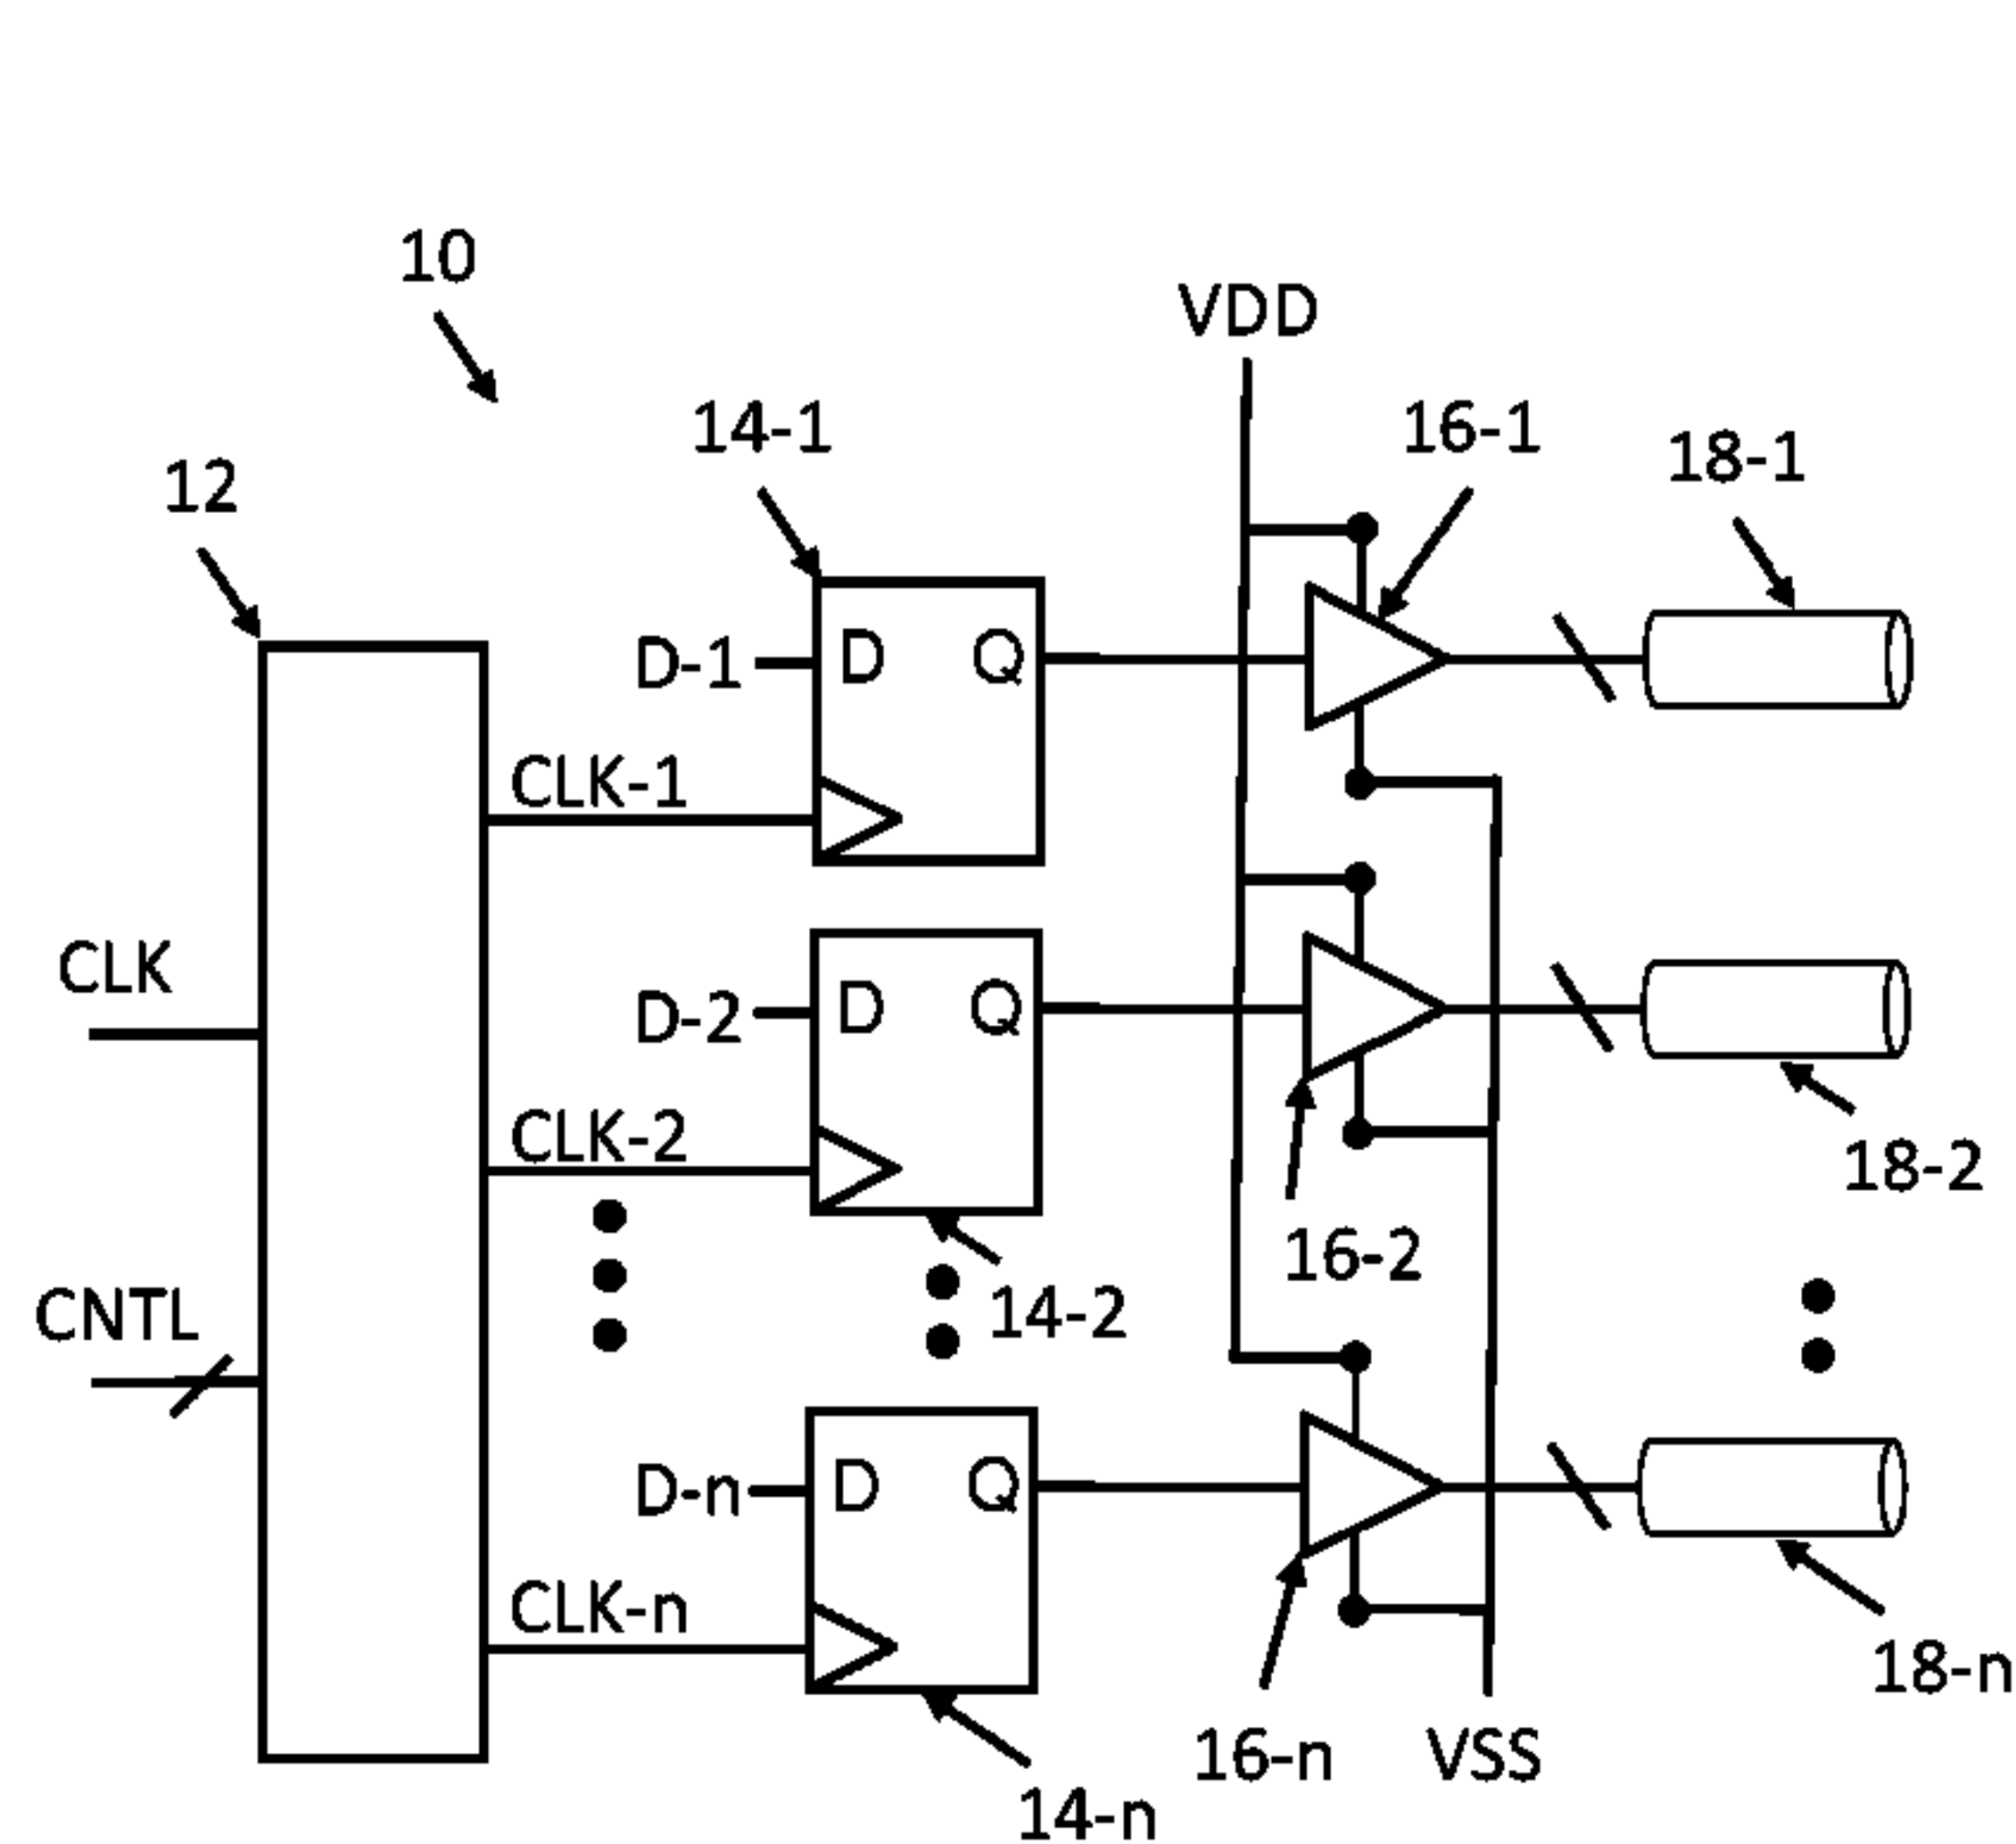 10
VDD
14-1
16-1
18-1
12
D-1
D
Q
CLK-1
CLK
D-2
D
Q
CLK-2
18-2
16-2
14-2
CNTL
D-n
D
Q
CLK-n
18-n
16-n
VSS
14-n